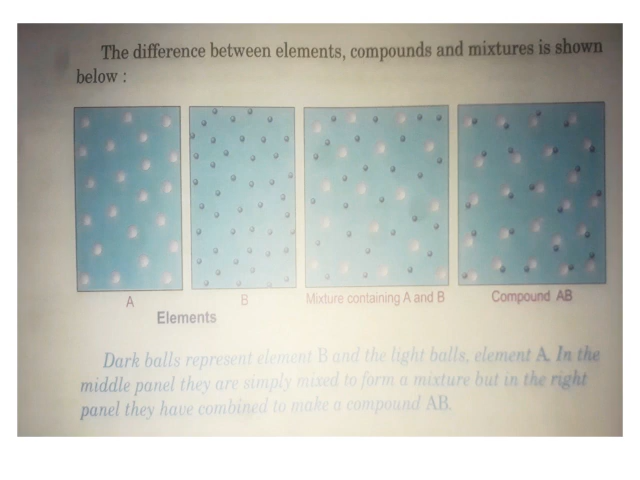 The difference between elements, compounds and mixtures is shown
below :
A
B
Mixture containing A and B
Compound AB
Elements
Dark balls represent element B and the light balls, element A. In the
middle panel they are simply mixed to form a mixture but in the right
panel they have combined to make a compound AB.